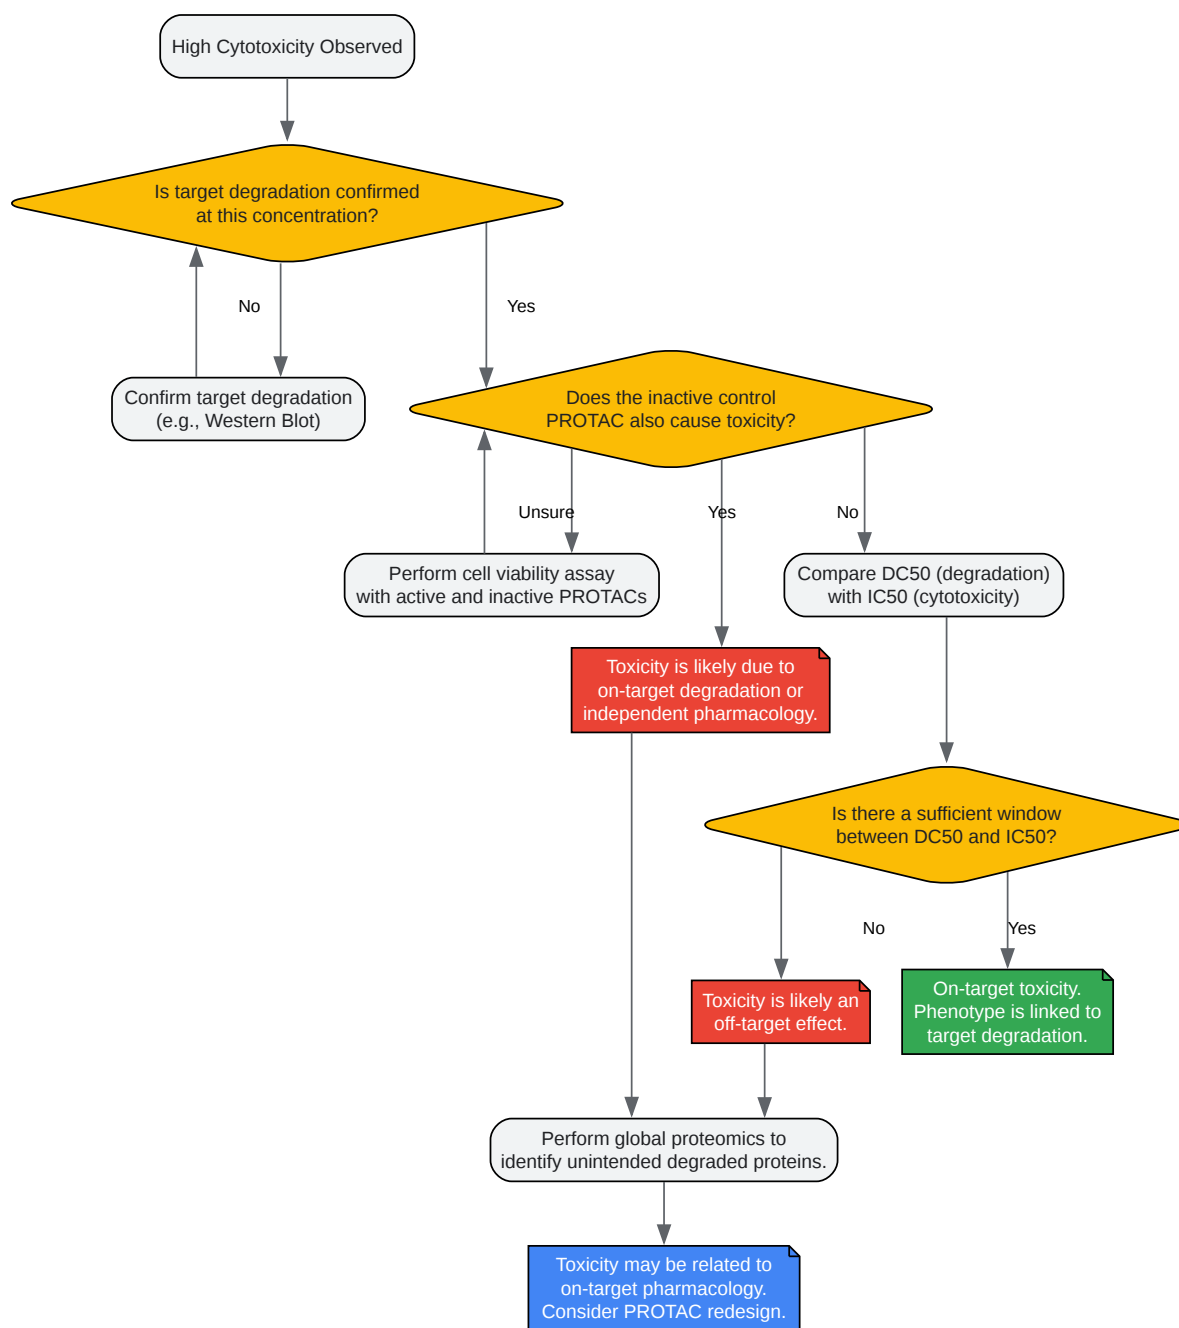 High Cytotoxicity Observed
Is target degradation confirmed
at this concentration?
No
Yes
Confirm target degradation
(e.g., Western Blot)
Does the inactive control
PROTAC also cause toxicity?
Unsure
Yes
No
Perform cell viability assay
with active and inactive PROTACs
Compare DC50 (degradation)
with IC50 (cytotoxicity)
Toxicity is likely due to
on-target degradation or
independent pharmacology.
Is there a sufficient window
between DC50 and IC50?
No
Yes
Toxicity is likely an
off-target effect.
On-target toxicity.
Phenotype is linked to
target degradation.
Perform global proteomics to
identify unintended degraded proteins.
Toxicity may be related to
on-target pharmacology.
Consider PROTAC redesign.